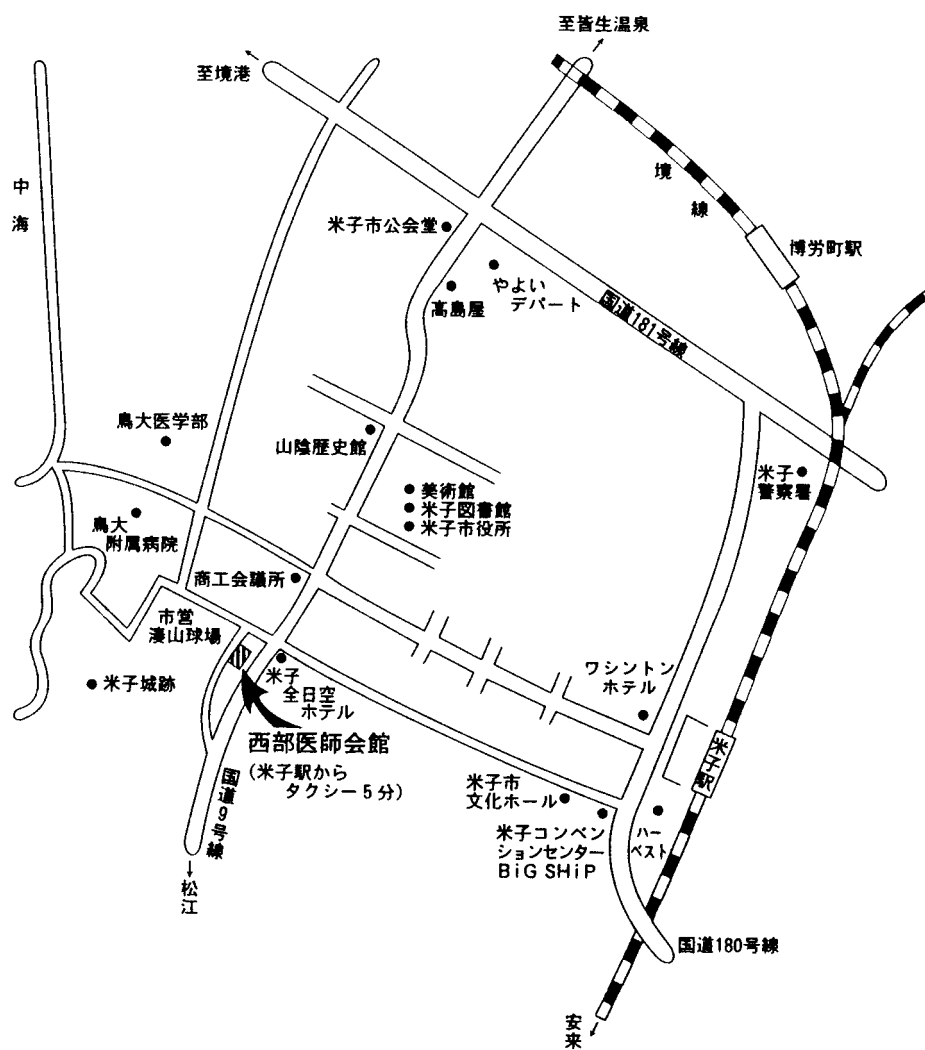 至皆生温泉
至境港
中海
境線
米子市公会堂
博労町駅
やよい
デパート
高島屋
国道181号線
鳥大医学部
山陰歴史館
美術館
米子図書館
米子市役所
米子
警察署
鳥大
附属病院
商工会議所
市営
湊山球場
米子城跡
米子
全日空
ホテル
ワシントン
ホテル
西部医師会館
(米子駅から
タクシー5分)
国道9号線
米子駅
米子市
文化ホール
米子コンベン
ションセンター
BiG SHiP
ハー
ベスト
松江
国道180号線
安来